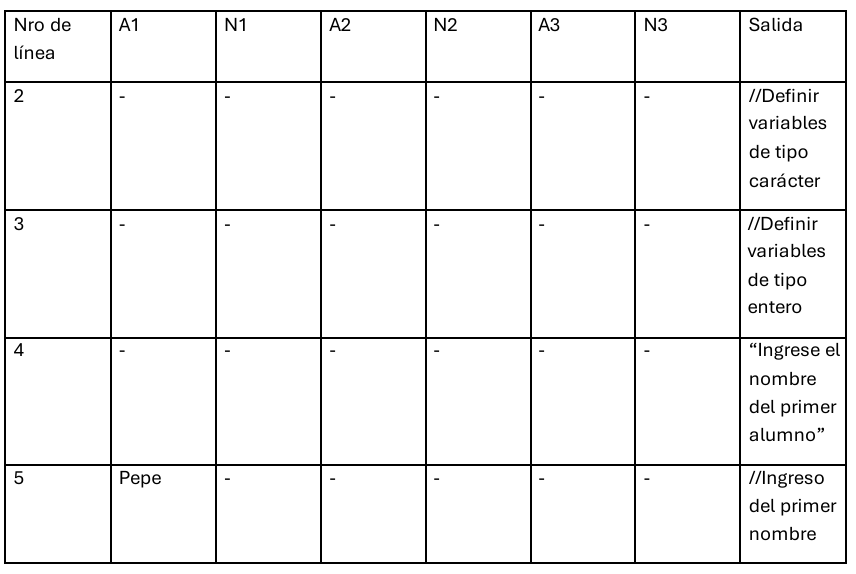 Nro de línea A1 N1 A2 N2 A3 N3 Salida
2 - - - - - - //Definir variables de tipo carácter
3 - - - - - - //Definir variables de tipo entero
4 - - - - - - “Ingrese el nombre del primer alumno”
5 Pepe - - - - - //Ingreso del primer nombre